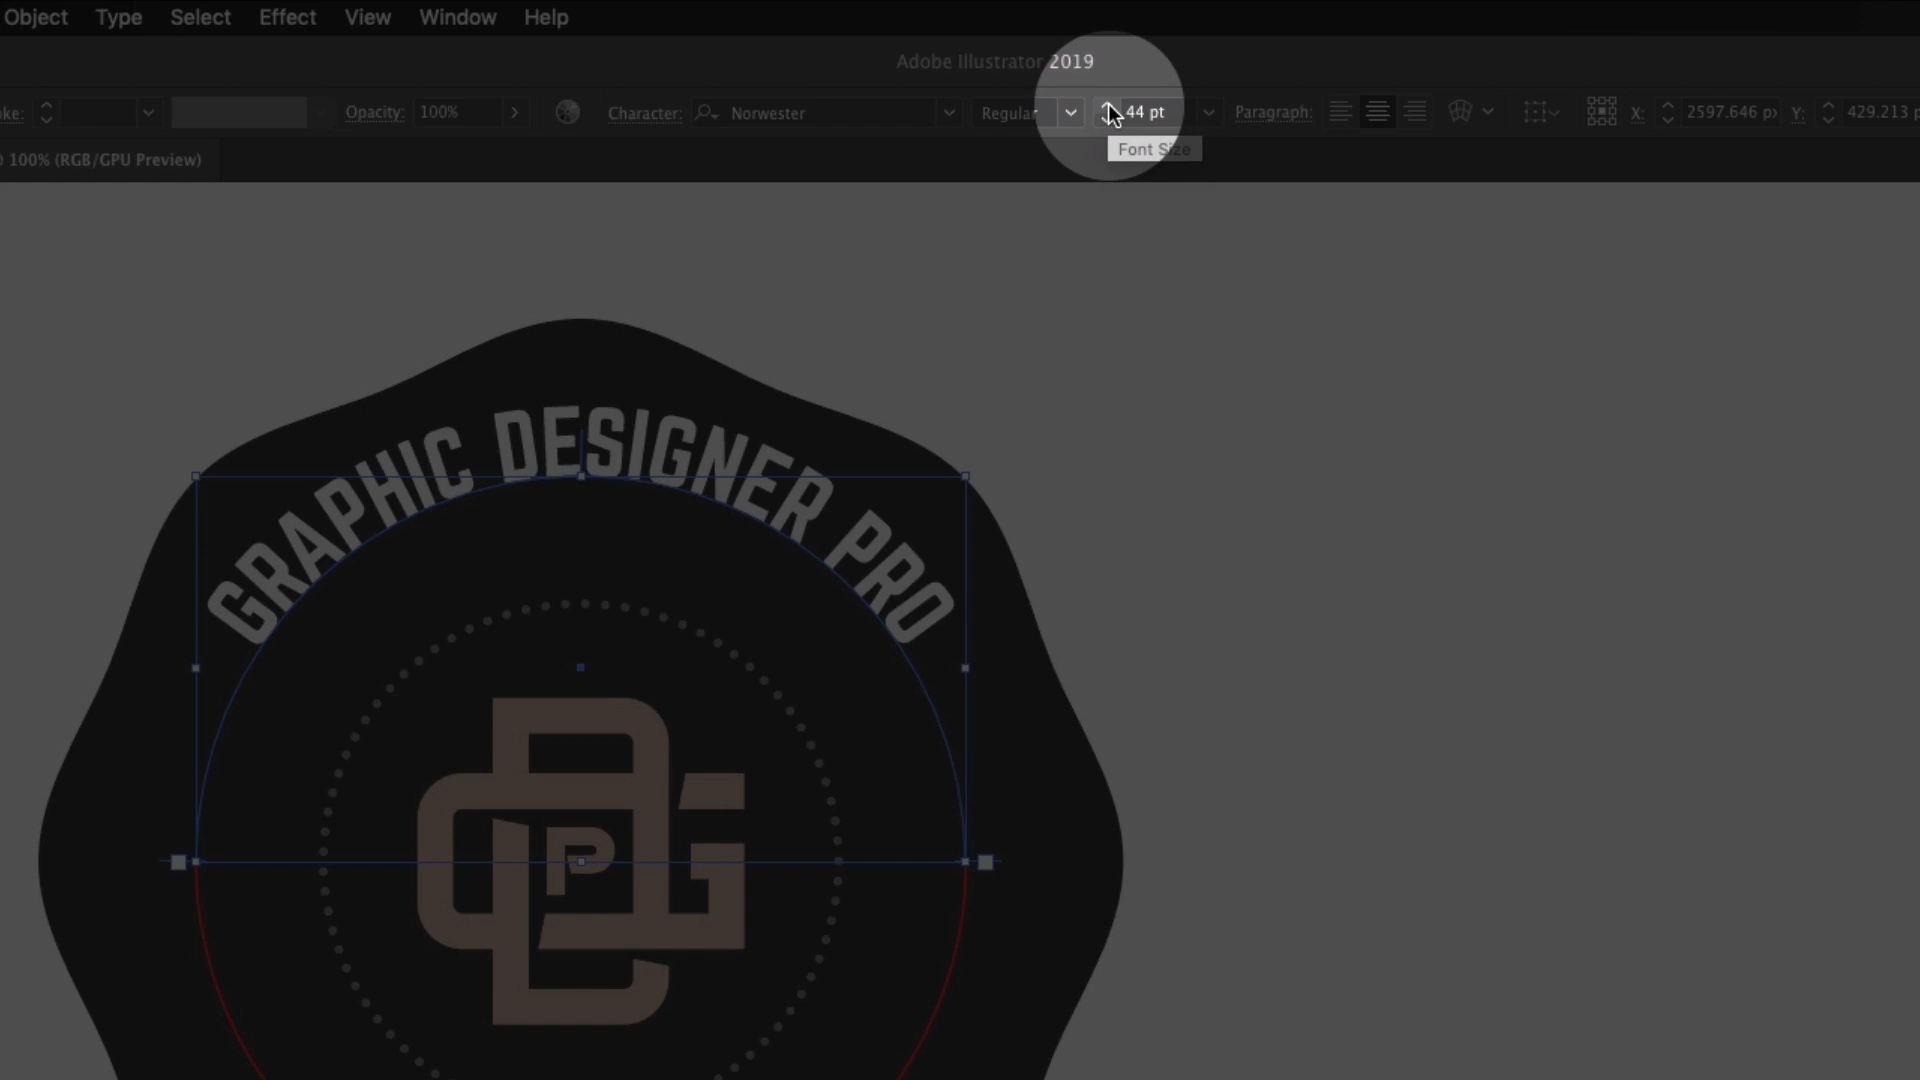 Object Type Select Effect View Window Help
Adobe Illustrator 2019
ke: Opacity: 100% Character: Norwester Regular 44 pt Paragraph: X: 2597.646 px Y: 429.213 p
Font Size
100% (RGB/GPU Preview)
GRAPHIC DESIGNER PRO
P